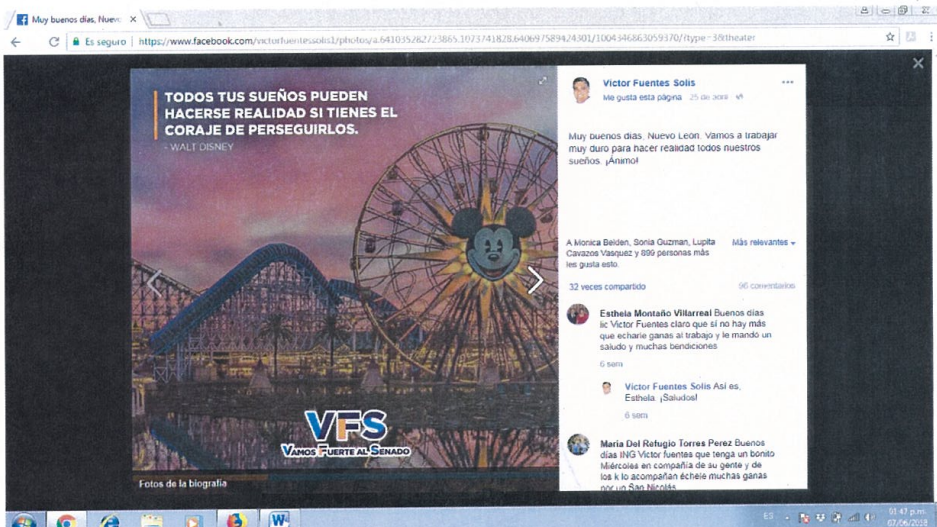 Muy buenos días, Nuevo
Es seguro | https://www.facebook.com/victorfuentessolis1/photos/a.641035282723865.1073741828.640697589424301/1004346863059370/?type=3&theater
TODOS TUS SUEÑOS PUEDEN
HACERSE REALIDAD SI TIENES EL
CORAJE DE PERSEGUIRLOS.
- WALT DISNEY
VFS
VAMOS FUERTE AL SENADO
Fotos de la biografía
Víctor Fuentes Solis
Me gusta esta página 25 de abril
Muy buenos días, Nuevo León. Vamos a trabajar
muy duro para hacer realidad todos nuestros
sueños. ¡Ánimo!
A Monica Belden, Sonia Guzman, Lupita
Cavazos Vasquez y 899 personas más
les gusta esto.
Más relevantes
32 veces compartido
96 comentarios
Esthela Montaño Villarreal Buenos días
lic Victor Fuentes claro que si no hay más
que echarle ganas al trabajo y le mandó un
saludo y muchas bendiciones
6 sem
Víctor Fuentes Solis Así es,
Esthela. ¡Saludos!
6 sem
Maria Del Refugio Torres Perez Buenos
días ING Victor fuentes que tenga un bonito
Miércoles en compañía de su gente y de
los k lo acompañan échele muchas ganas
por un San Nicolás
ES
01:47 p.m.
07/06/2018